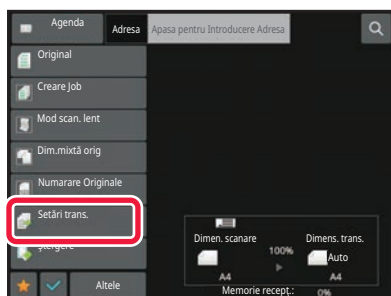 Agenda
Adresa
Apasa pentru Introducere Adresa
Original
Creare Job
Mod scan. lent
Dim.mixtă orig
Numarare Originale
Setări trans.
Ștergere
Altele
Dimen. scanare
Dimens. trans.
100%
Auto
A4
A4
Memorie recept.:
0%